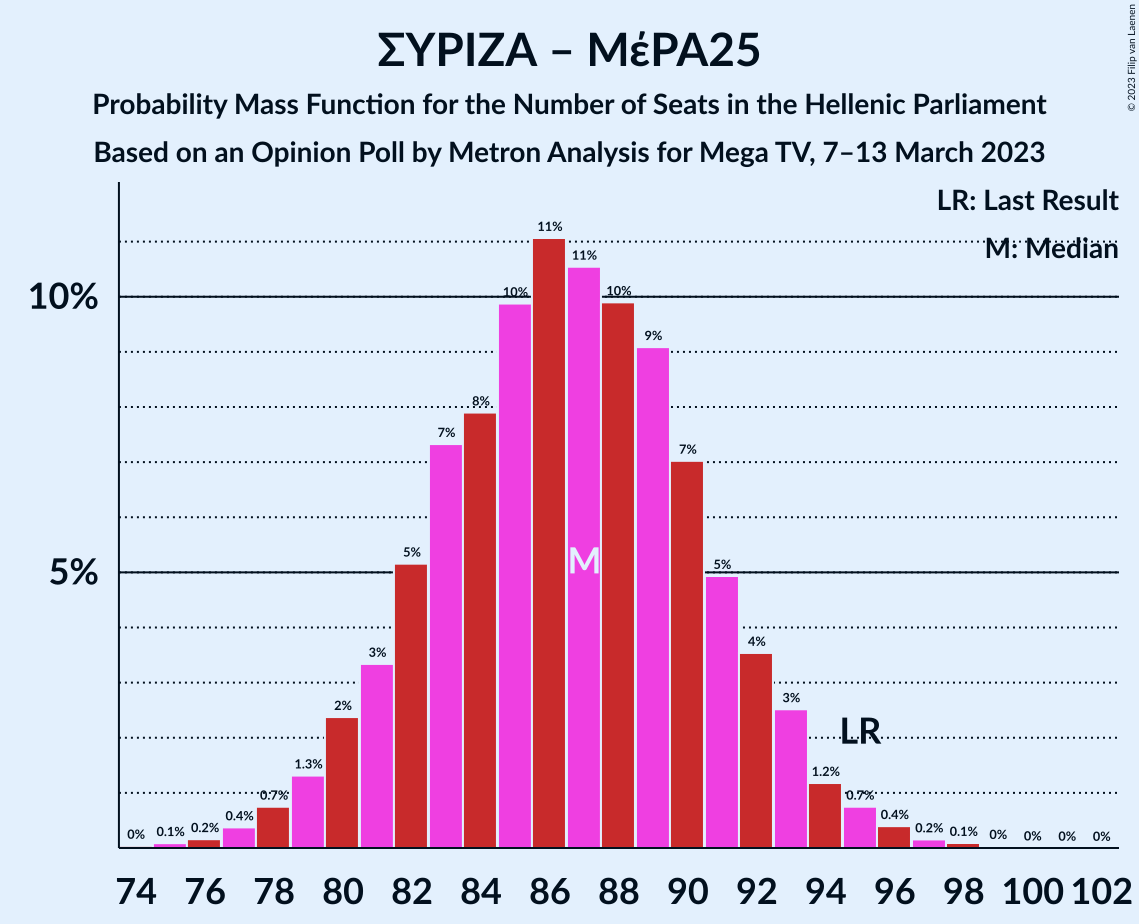 © 2023 Filip van Laenen
ΣΥΡΙΖΑ – ΜέΡΑ25
Probability Mass Function for the Number of Seats in the Hellenic Parliament
Based on an Opinion Poll by Metron Analysis for Mega TV, 7–13 March 2023
LR: Last Result
M: Median
10%
5%
0% 0.1% 0.2% 0.4% 0.7% 1.3% 2% 3% 5% 7% 8% 10% 11% 11% 10% 9% 7% 5% 4% 3% 1.2% 0.7% 0.4% 0.2% 0.1% 0% 0% 0% 0%
M
LR
74 76 78 80 82 84 86 88 90 92 94 96 98 100 102